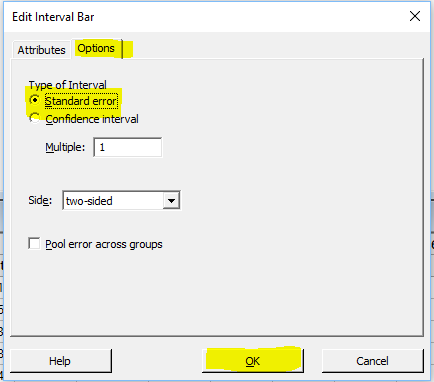 Edit Interval Bar
Attributes
Options
Type of Interval
Standard error
Confidence interval
Multiple: 1
Side: two-sided
Pool error across groups
Help
OK
Cancel